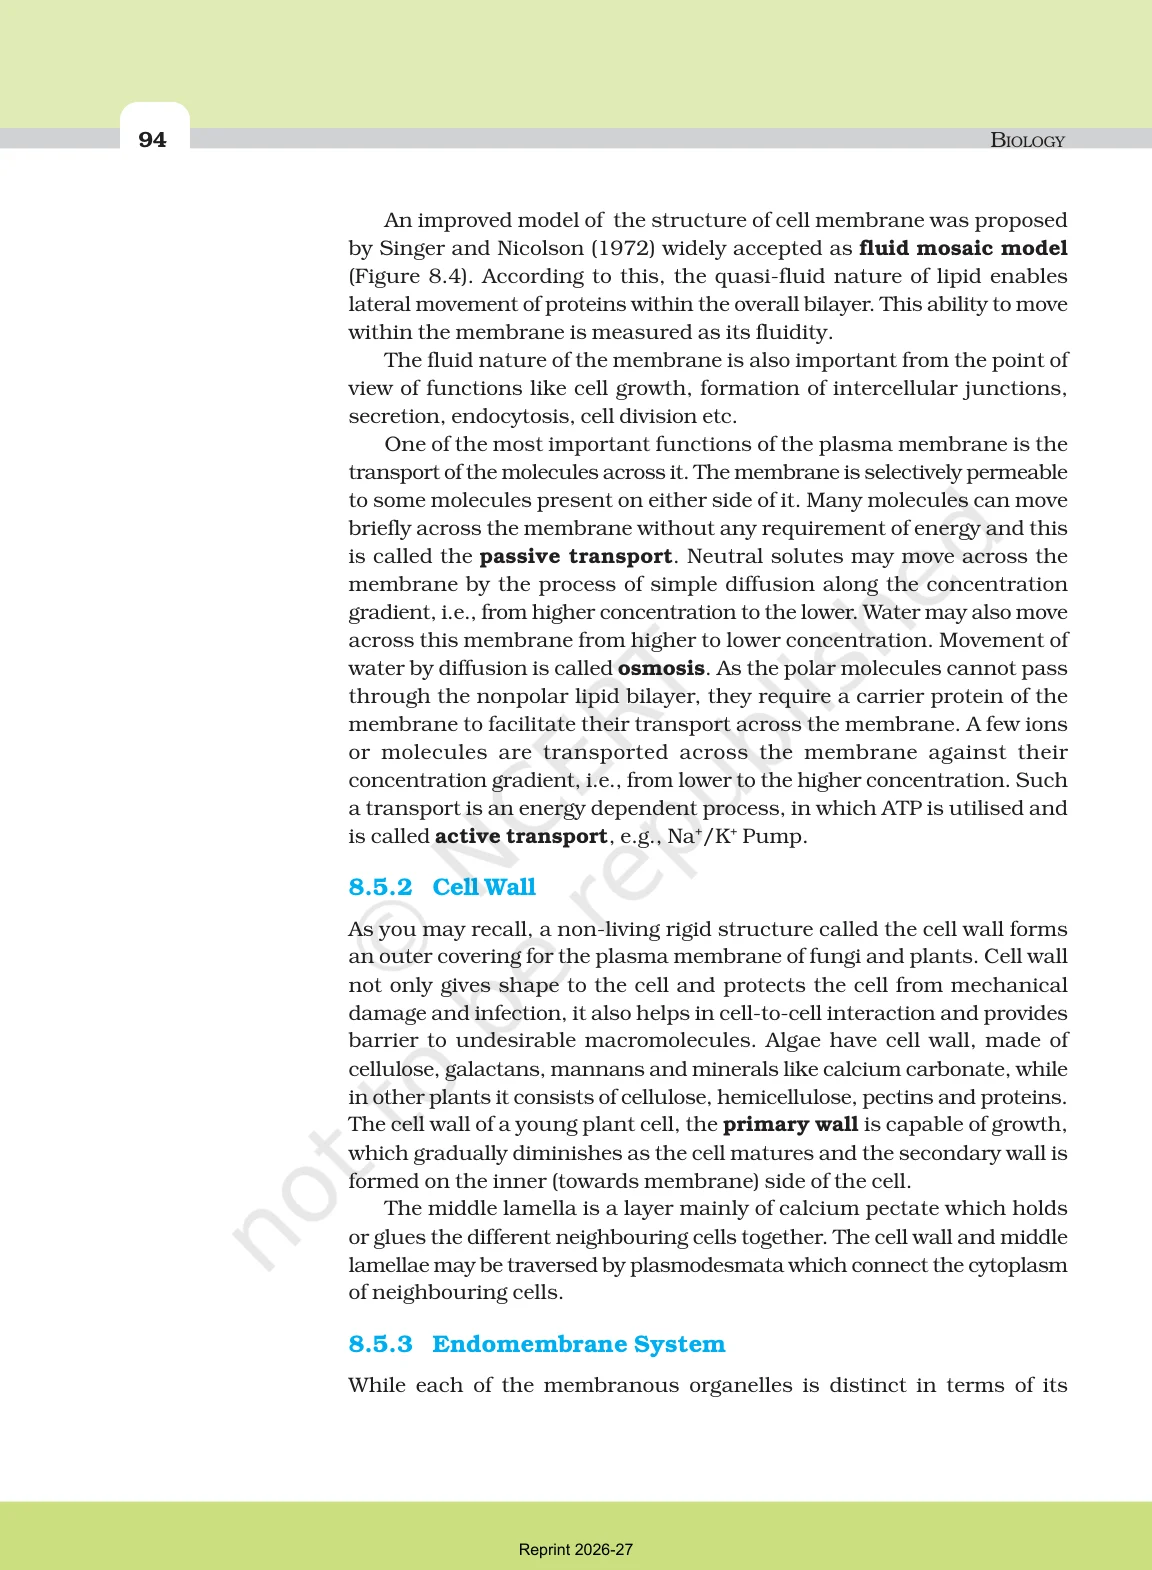 94
BIOLOGY
An improved model of the structure of cell membrane was proposed
by Singer and Nicolson (1972) widely accepted as fluid mosaic model
(Figure 8.4). According to this, the quasi-fluid nature of lipid enables
lateral movement of proteins within the overall bilayer. This ability to move
within the membrane is measured as its fluidity.
The fluid nature of the membrane is also important from the point of
view of functions like cell growth, formation of intercellular junctions,
secretion, endocytosis, cell division etc.
One of the most important functions of the plasma membrane is the
transport of the molecules across it. The membrane is selectively permeable
to some molecules present on either side of it. Many molecules can move
briefly across the membrane without any requirement of energy and this
is called the passive transport. Neutral solutes may move across the
membrane by the process of simple diffusion along the concentration
gradient, i.e., from higher concentration to the lower. Water may also move
across this membrane from higher to lower concentration. Movement of
water by diffusion is called osmosis. As the polar molecules cannot pass
through the nonpolar lipid bilayer, they require a carrier protein of the
membrane to facilitate their transport across the membrane. A few ions
or molecules are transported across the membrane against their
concentration gradient, i.e., from lower to the higher concentration. Such
a transport is an energy dependent process, in which ATP is utilised and
is called active transport, e.g., Na⁺/K⁺ Pump.
8.5.2 Cell Wall
As you may recall, a non-living rigid structure called the cell wall forms
an outer covering for the plasma membrane of fungi and plants. Cell wall
not only gives shape to the cell and protects the cell from mechanical
damage and infection, it also helps in cell-to-cell interaction and provides
barrier to undesirable macromolecules. Algae have cell wall, made of
cellulose, galactans, mannans and minerals like calcium carbonate, while
in other plants it consists of cellulose, hemicellulose, pectins and proteins.
The cell wall of a young plant cell, the primary wall is capable of growth,
which gradually diminishes as the cell matures and the secondary wall is
formed on the inner (towards membrane) side of the cell.
The middle lamella is a layer mainly of calcium pectate which holds
or glues the different neighbouring cells together. The cell wall and middle
lamellae may be traversed by plasmodesmata which connect the cytoplasm
of neighbouring cells.
8.5.3 Endomembrane System
While each of the membranous organelles is distinct in terms of its
© NCERT
not to be republished
Reprint 2026-27